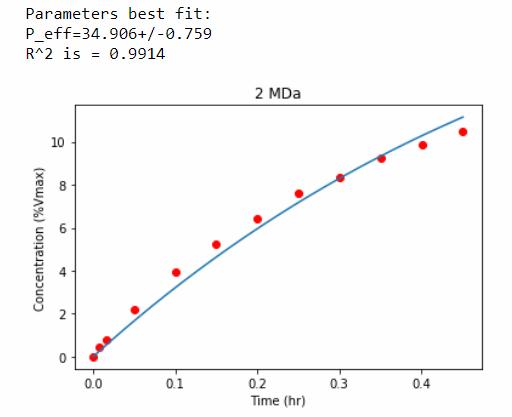 Parameters best fit:
P_eff=34.906+/-0.759
R^2 is = 0.9914
2 MDa
Concentration (%Vmax)
10
8
6
4
2
0
0.0 0.1 0.2 0.3 0.4
Time (hr)